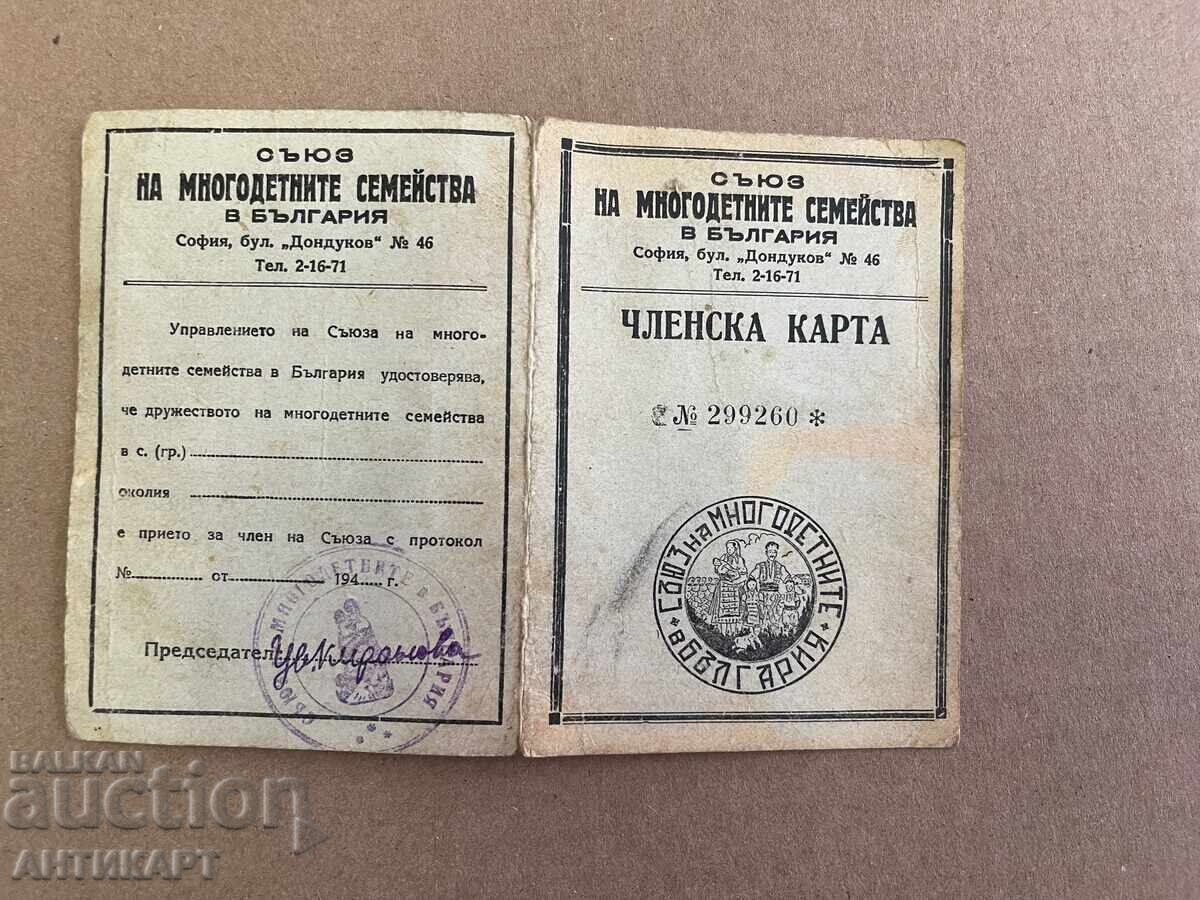 СЪЮЗ
НА МНОГОДЕТНИТЕ СЕМЕЙСТВА
В БЪЛГАРИЯ
София, бул. „Дондуков“ № 46
Тел. 2-16-71
Управлението на Съюза на много-
детните семейства в България удостоверява,
че дружеството на многодетните семейства
в с. (гр.)
околия
е прието за член на Съюза с протокол
№ от 194 г.
Председател:
СЪЮЗ
НА МНОГОДЕТНИТЕ СЕМЕЙСТВА
В БЪЛГАРИЯ
София, бул. „Дондуков“ № 46
Тел. 2-16-71
ЧЛЕНСКА КАРТА
№ 299260 *
СЪЮЗ НА МНОГОДЕТНИТЕ
В БЪЛГАРИЯ
BALKAN
auction
АНТИКАРТ